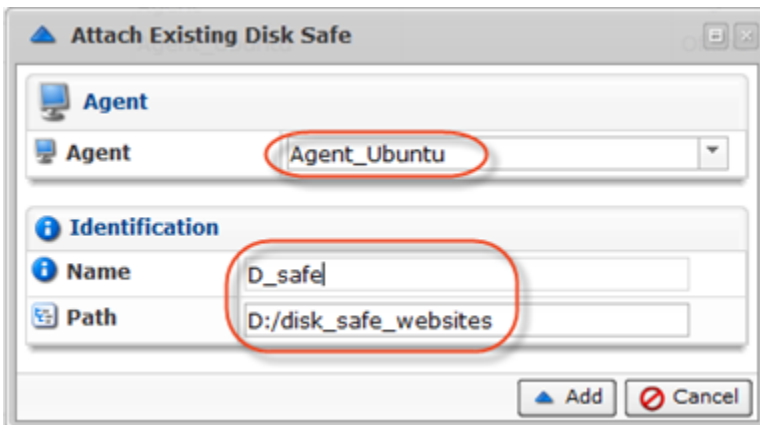 Attach Existing Disk Safe
Agent
Agent Agent_Ubuntu
Identification
Name D_safe
Path D:/disk_safe_websites
Add Cancel